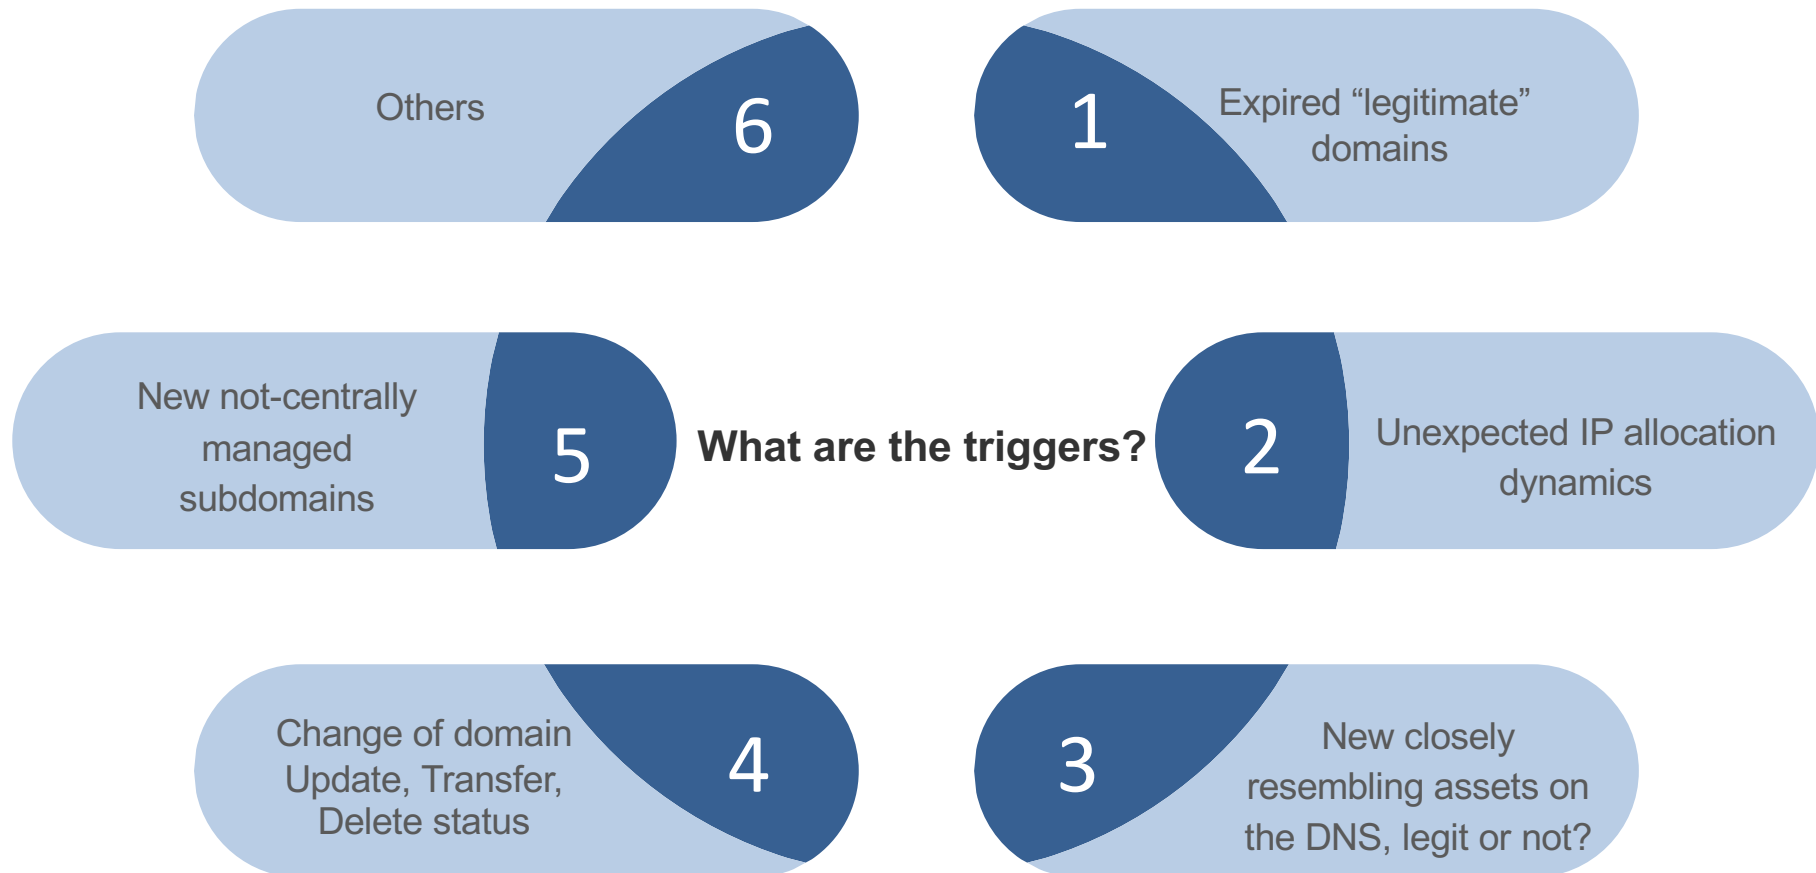 What are the triggers?
1
Expired “legitimate”
domains
2
Unexpected IP allocation
dynamics
3
New closely
resembling assets on
the DNS, legit or not?
4
Change of domain
Update, Transfer,
Delete status
5
New not-centrally
managed
subdomains
6
Others